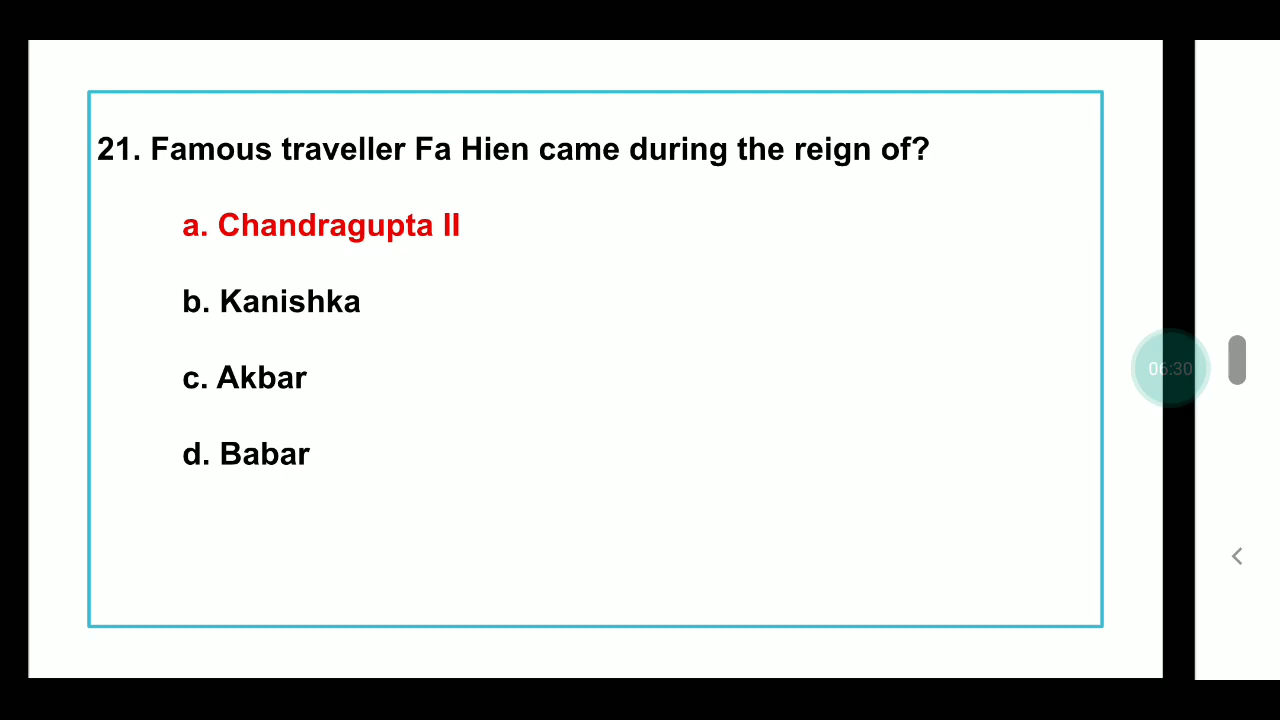 21. Famous traveller Fa Hien came during the reign of?
a. Chandragupta II
b. Kanishka
c. Akbar
d. Babar
06:30